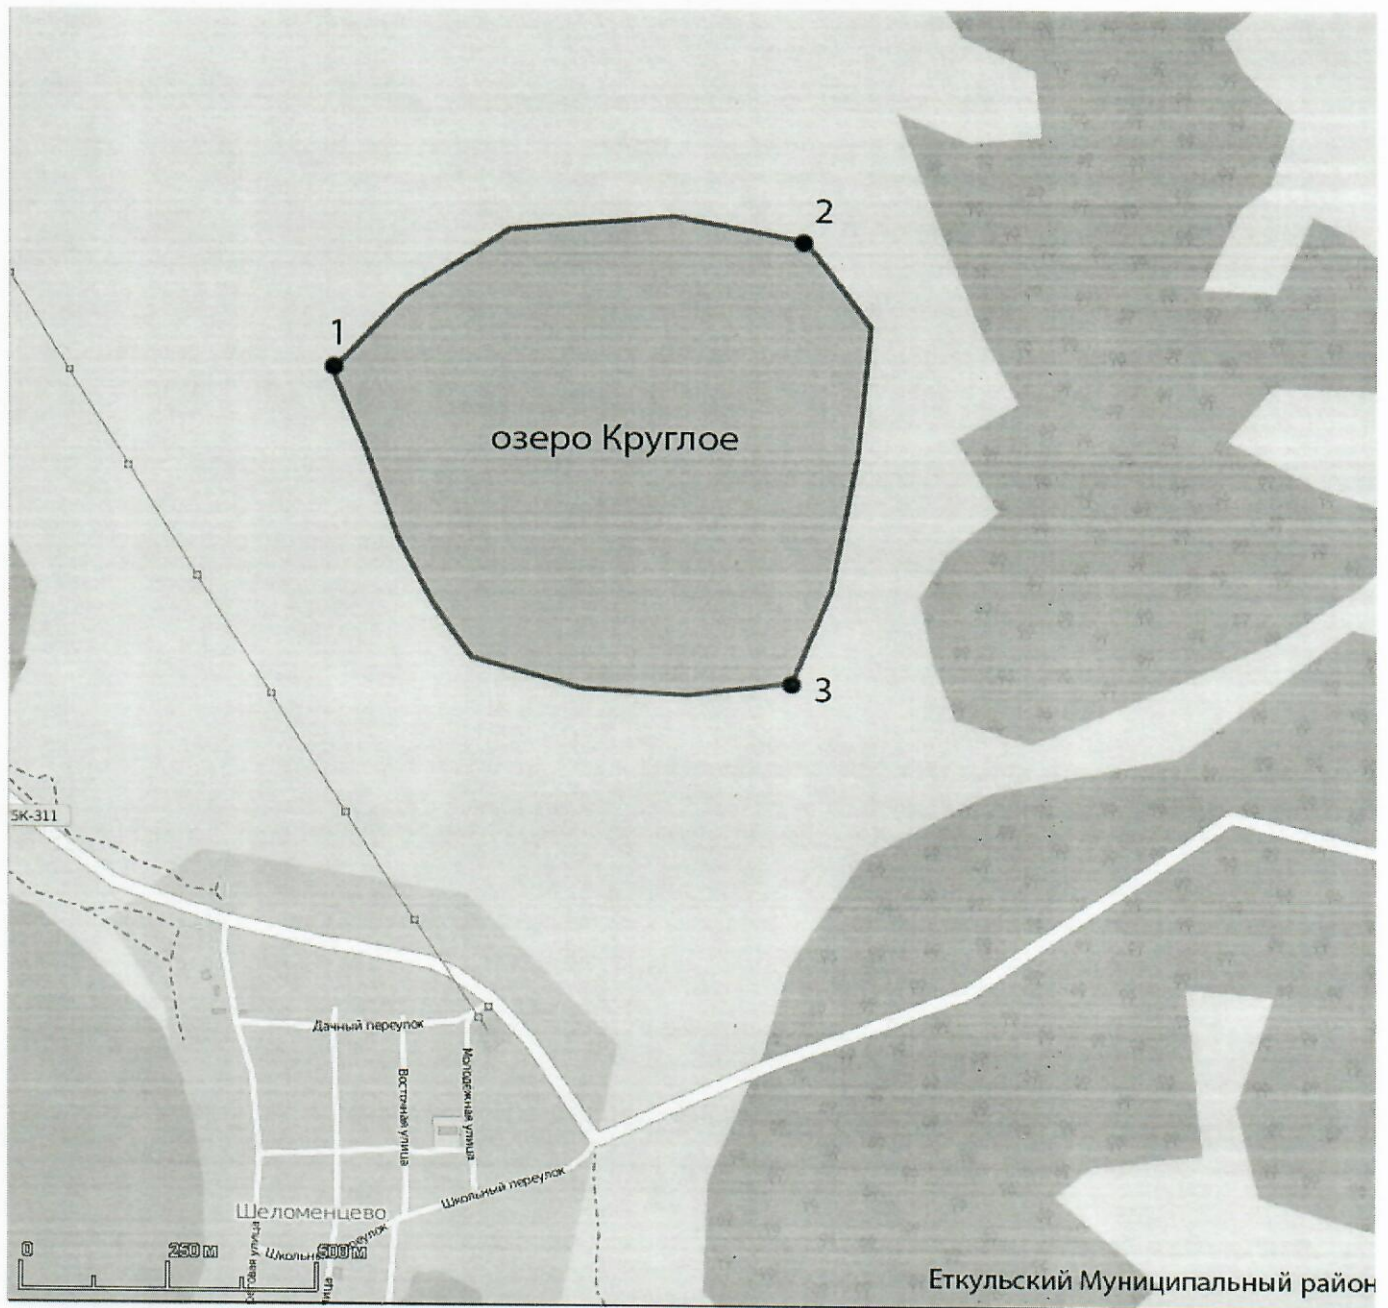 2
1
озеро Круглое
3
5К-311
Дачный переулок
Восточная улица
Молодежная улица
Школьный переулок
Шеломенцево
0 250 м 500 м
Еткульский Муниципальный район